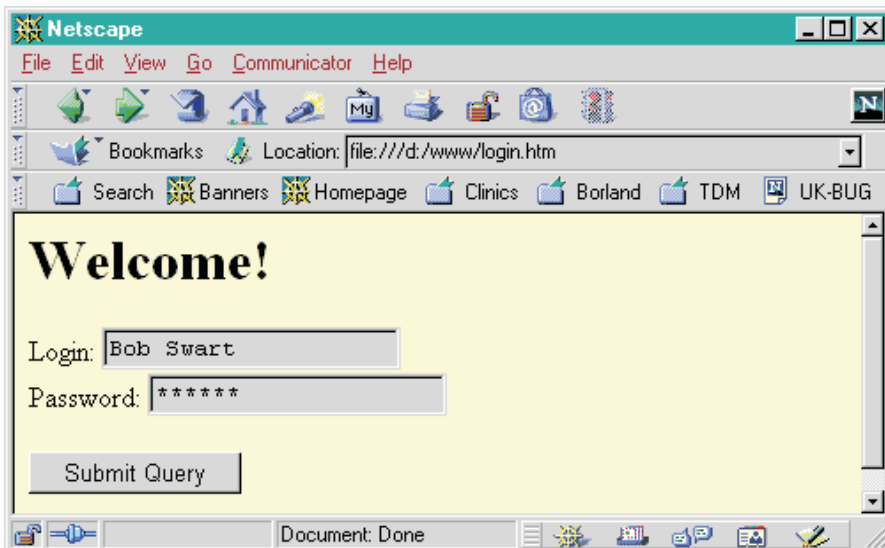 Netscape
File Edit View Go Communicator Help
My
N
Bookmarks Location: file:///d:/www/login.htm
Search Banners Homepage Clinics Borland TDM UK-BUG
Welcome!
Login: Bob Swart
Password: ******
Submit Query
Document: Done